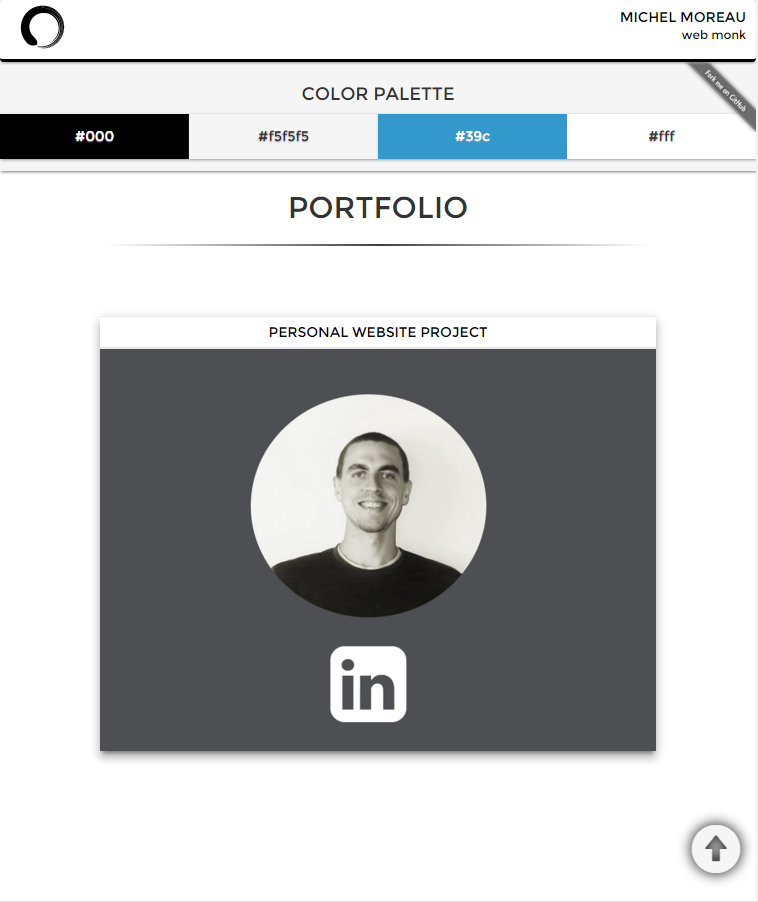 MICHEL MOREAU
web monk
Fork me on GitHub
COLOR PALETTE
#000 #f5f5f5 #39c #fff
PORTFOLIO
PERSONAL WEBSITE PROJECT
in